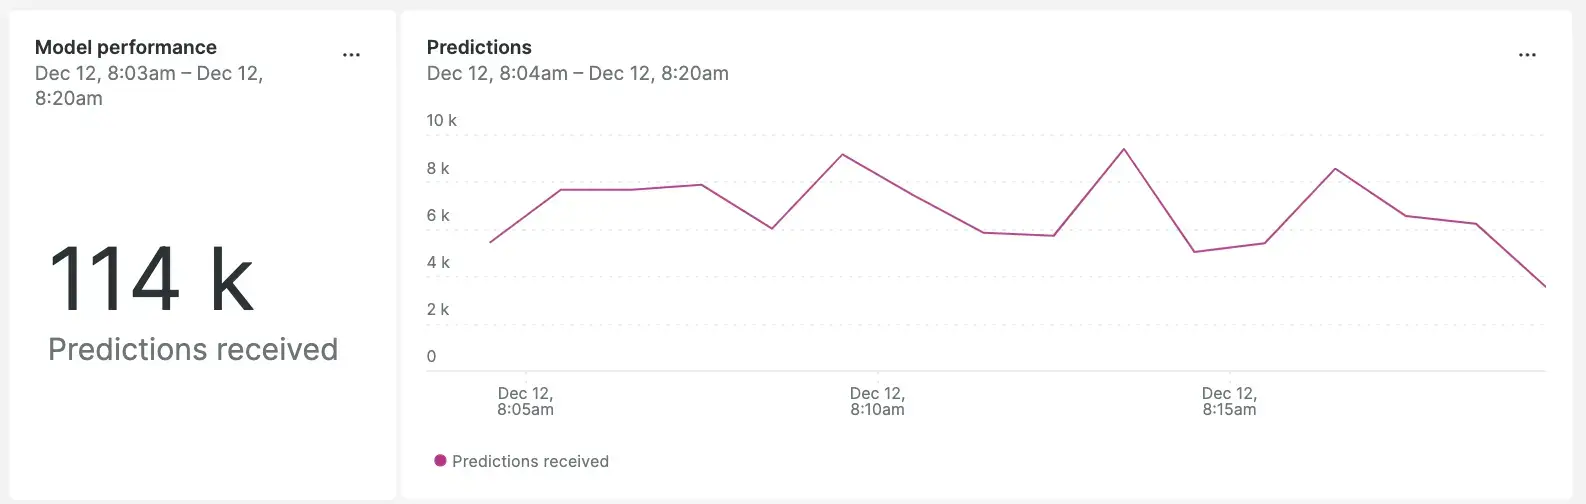 Model performance
Dec 12, 8:03am – Dec 12,
8:20am
114 k
Predictions received
Predictions
Dec 12, 8:04am – Dec 12, 8:20am
10 k
8 k
6 k
4 k
2 k
0
Dec 12,
8:05am
Dec 12,
8:10am
Dec 12,
8:15am
Predictions received